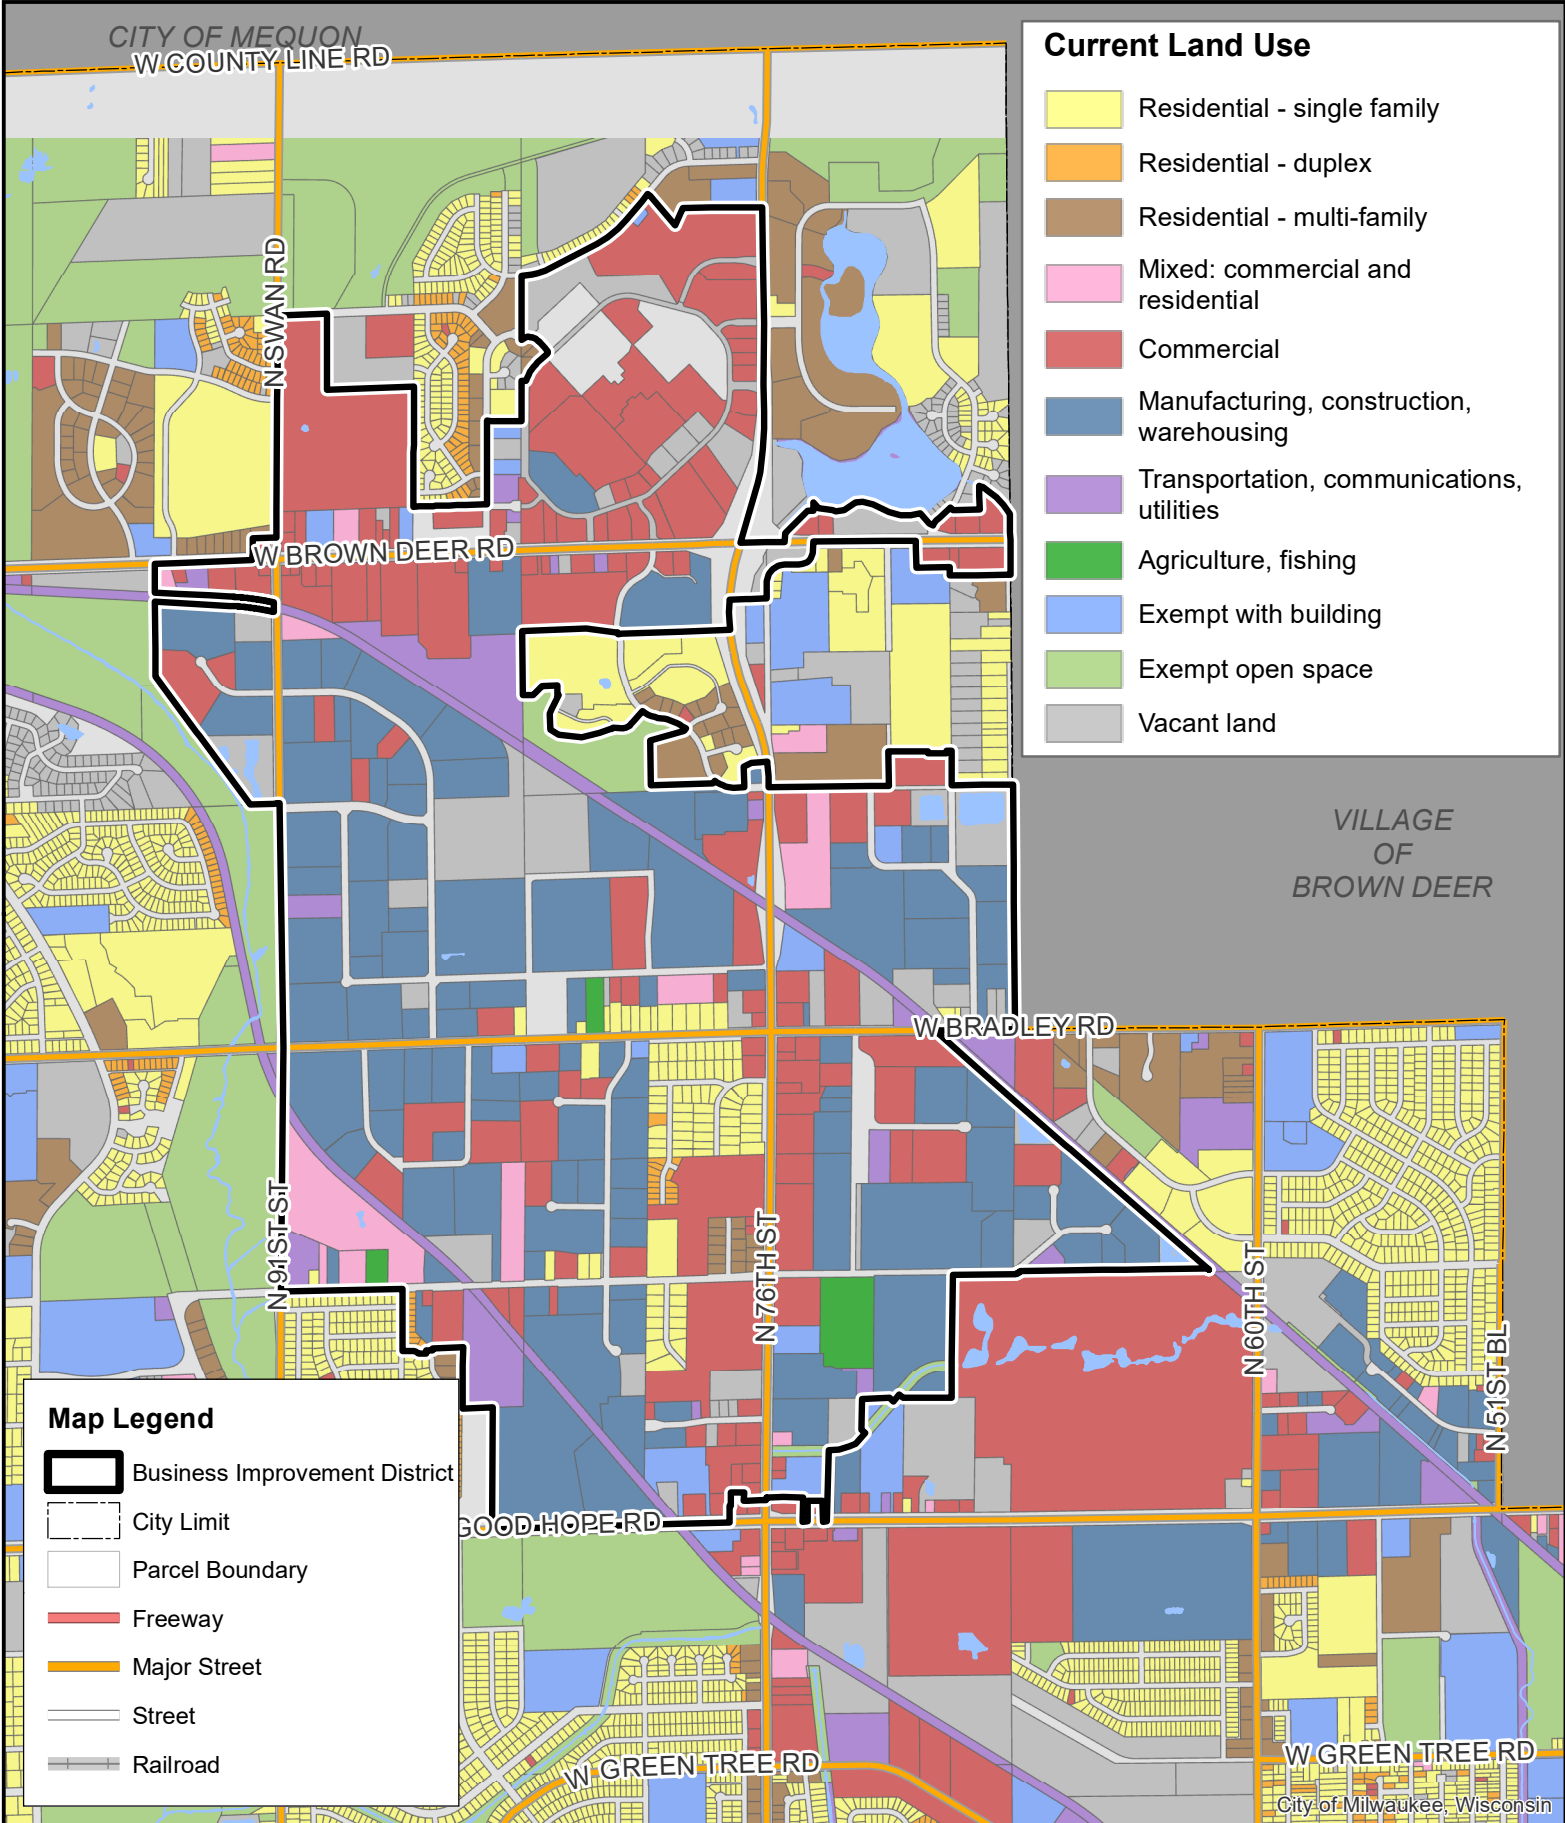 CITY OF MEQUON
W COUNTY LINE RD
Current Land Use
Residential - single family
Residential - duplex
Residential - multi-family
Mixed: commercial and
residential
Commercial
Manufacturing, construction,
warehousing
Transportation, communications,
utilities
Agriculture, fishing
Exempt with building
Exempt open space
Vacant land
N SWAN RD
W BROWN DEER RD
VILLAGE
OF
BROWN DEER
W BRADLEY RD
N 91ST ST
N 76TH ST
N 60TH ST
N 51ST BL
Map Legend
Business Improvement District
City Limit
Parcel Boundary
Freeway
Major Street
Street
Railroad
GOOD HOPE RD
W GREEN TREE RD
W GREEN TREE RD
City of Milwaukee, Wisconsin